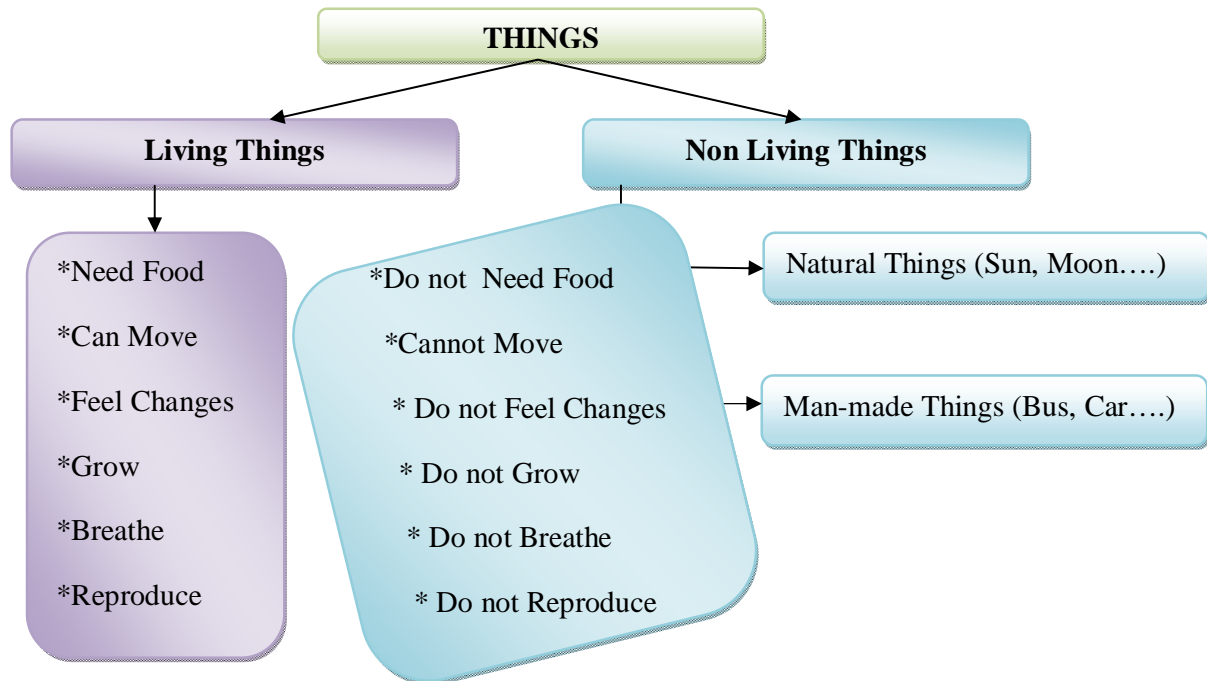 THINGS
Living Things
Non Living Things
*Need Food
*Can Move
*Feel Changes
*Grow
*Breathe
*Reproduce
*Do not  Need Food
*Cannot Move
* Do not Feel Changes
* Do not Grow
* Do not Breathe
* Do not Reproduce
Natural Things (Sun, Moon….)
Man-made Things (Bus, Car….)